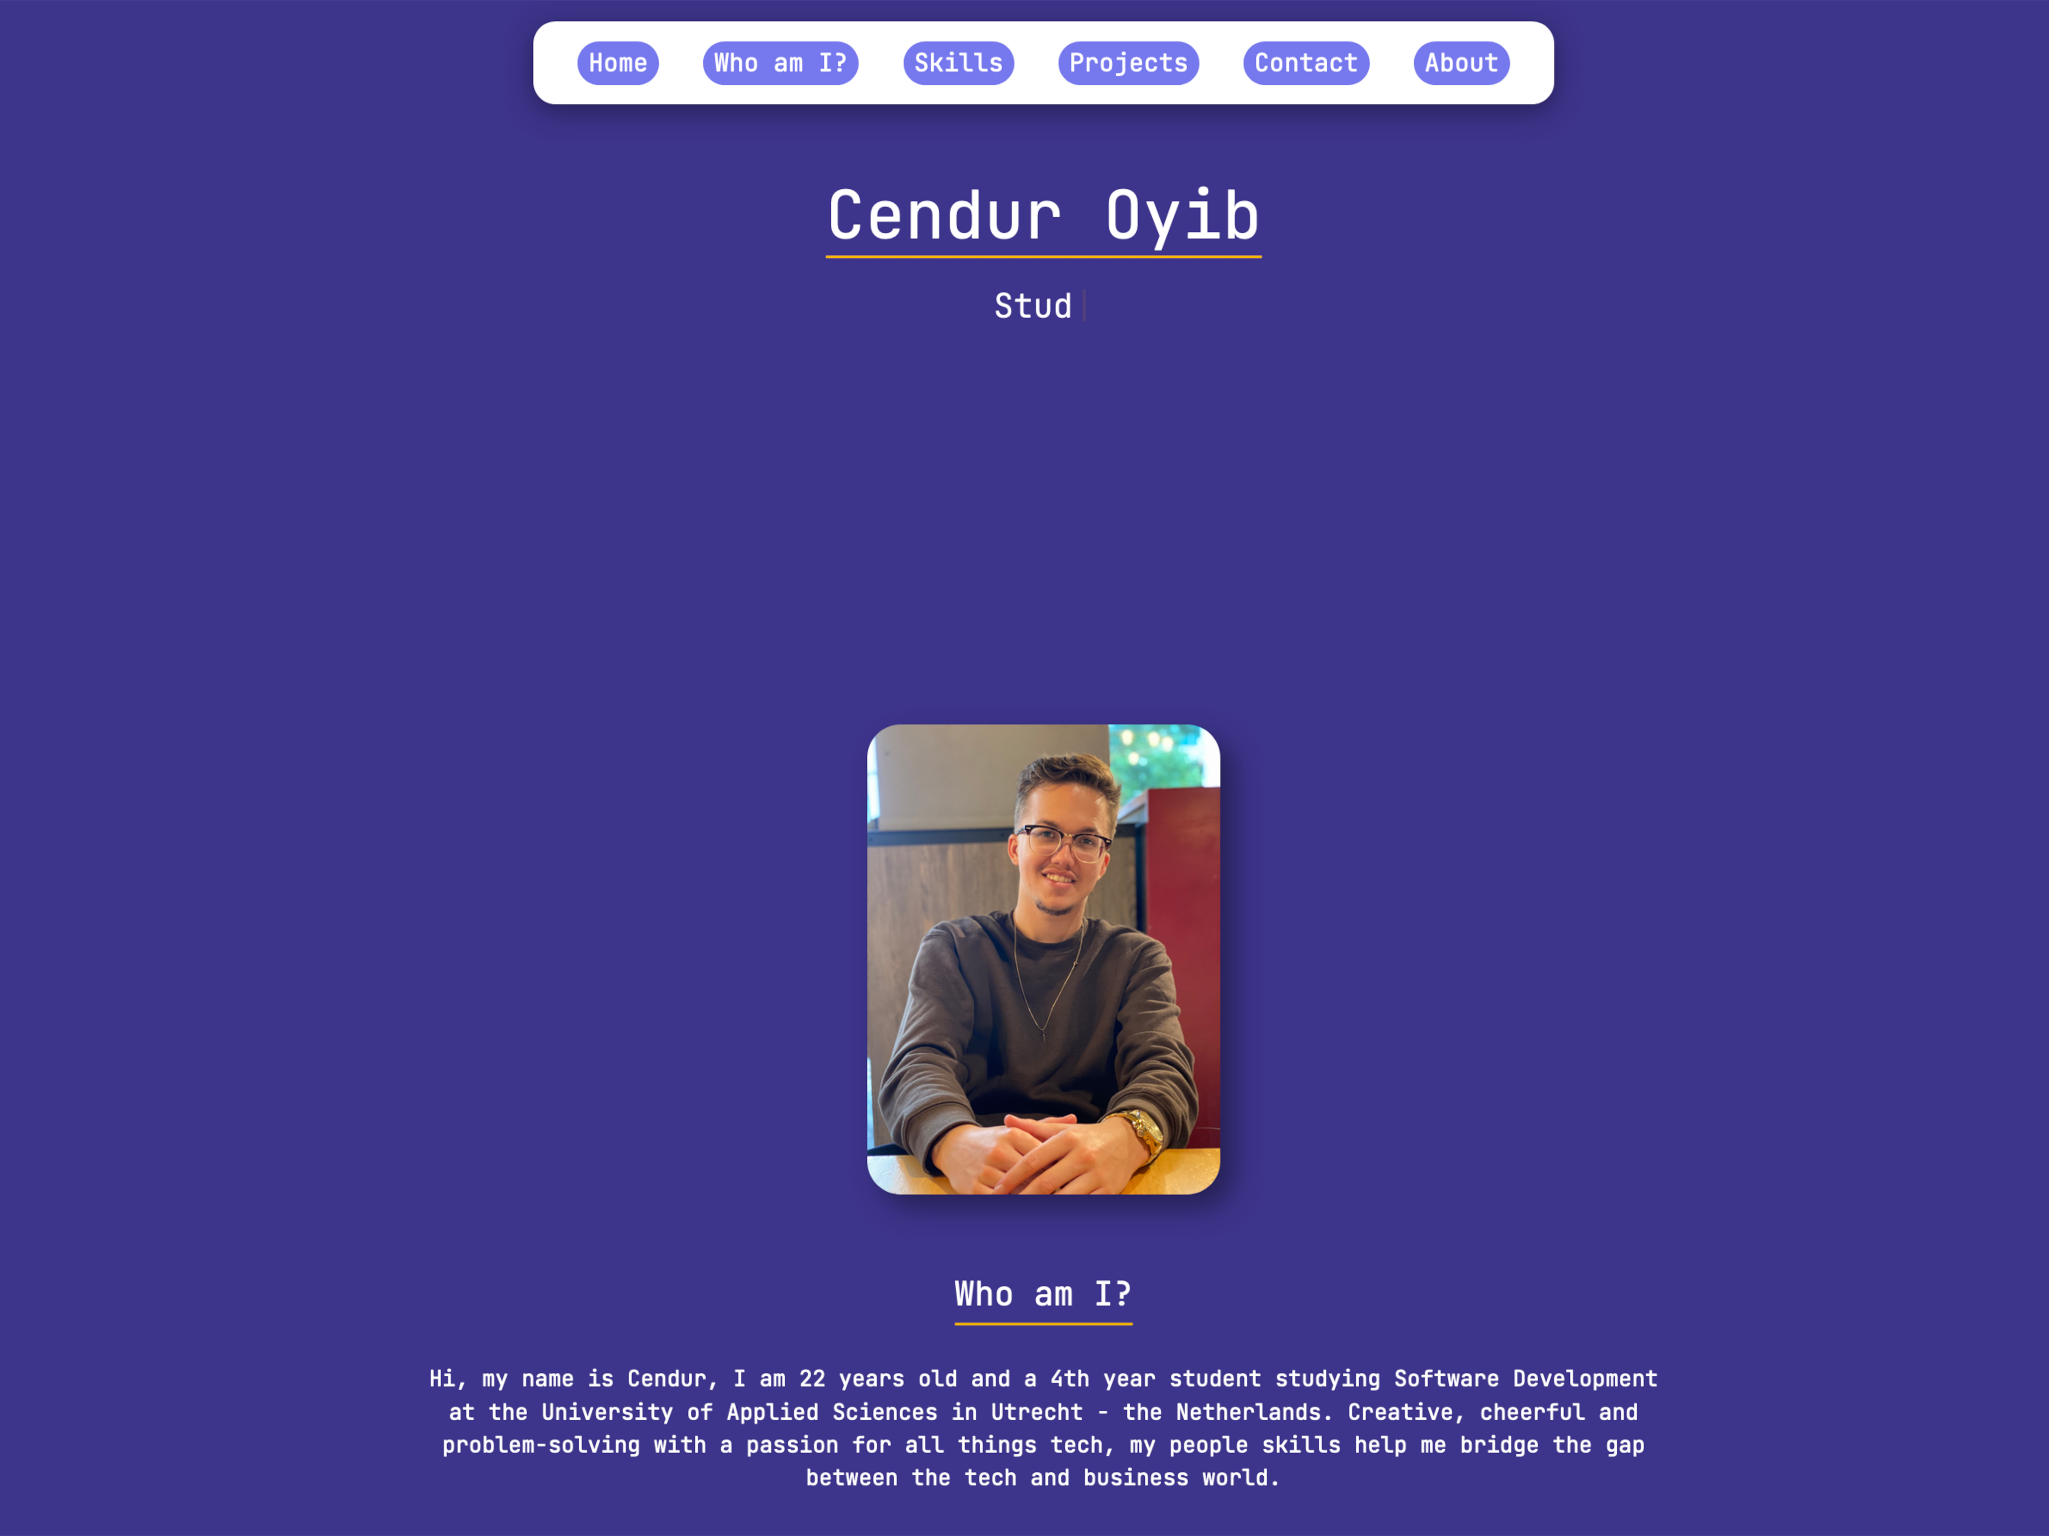 Home Who am I? Skills Projects Contact About
Cendur Oyib
Stud
Who am I?
Hi, my name is Cendur, I am 22 years old and a 4th year student studying Software Development
at the University of Applied Sciences in Utrecht - the Netherlands. Creative, cheerful and
problem-solving with a passion for all things tech, my people skills help me bridge the gap
between the tech and business world.